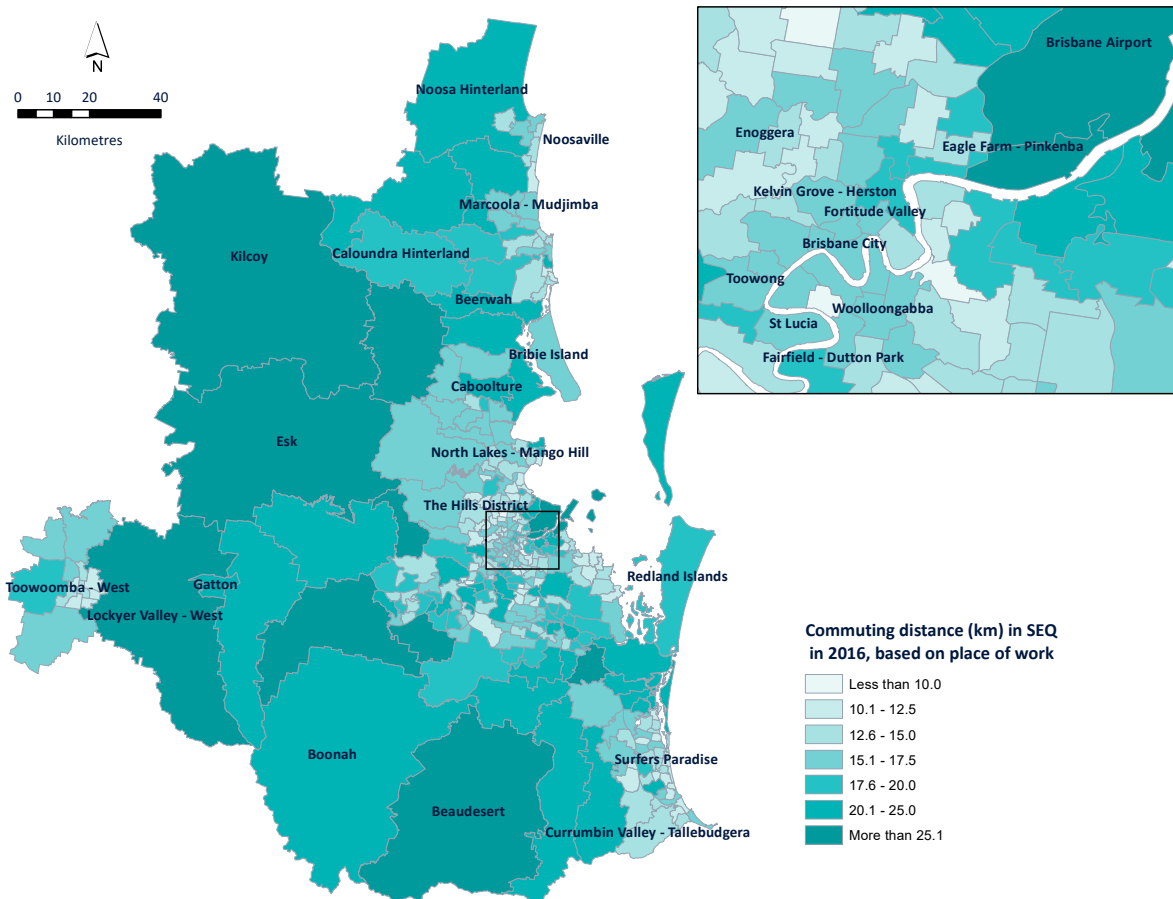 N
0 10 20 40
Kilometres
Noosa Hinterland
Noosaville
Marcoola - Mudjimba
Kilcoy
Caloundra Hinterland
Beerwah
Bribie Island
Caboolture
Esk
North Lakes - Mango Hill
The Hills District
Toowoomba - West
Gatton
Lockyer Valley - West
Redland Islands
Boonah
Surfers Paradise
Beaudesert
Currumbin Valley - Tallebudgera
Brisbane Airport
Enoggera
Eagle Farm - Pinkenba
Kelvin Grove - Herston
Fortitude Valley
Brisbane City
Toowong
Woolloongabba
St Lucia
Fairfield - Dutton Park
Commuting distance (km) in SEQ
in 2016, based on place of work
Less than 10.0
10.1 - 12.5
12.6 - 15.0
15.1 - 17.5
17.6 - 20.0
20.1 - 25.0
More than 25.1